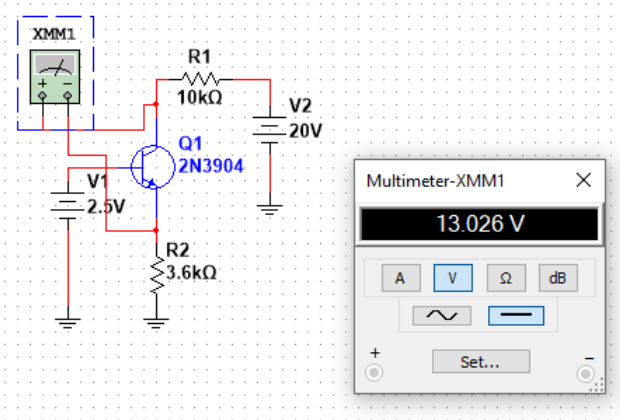 XMM1
+ −
R1
10kΩ
V2
20V
Q1
2N3904
V1
2.5V
R2
3.6kΩ
Multimeter-XMM1
13.026 V
A V Ω dB
+ −
Set...